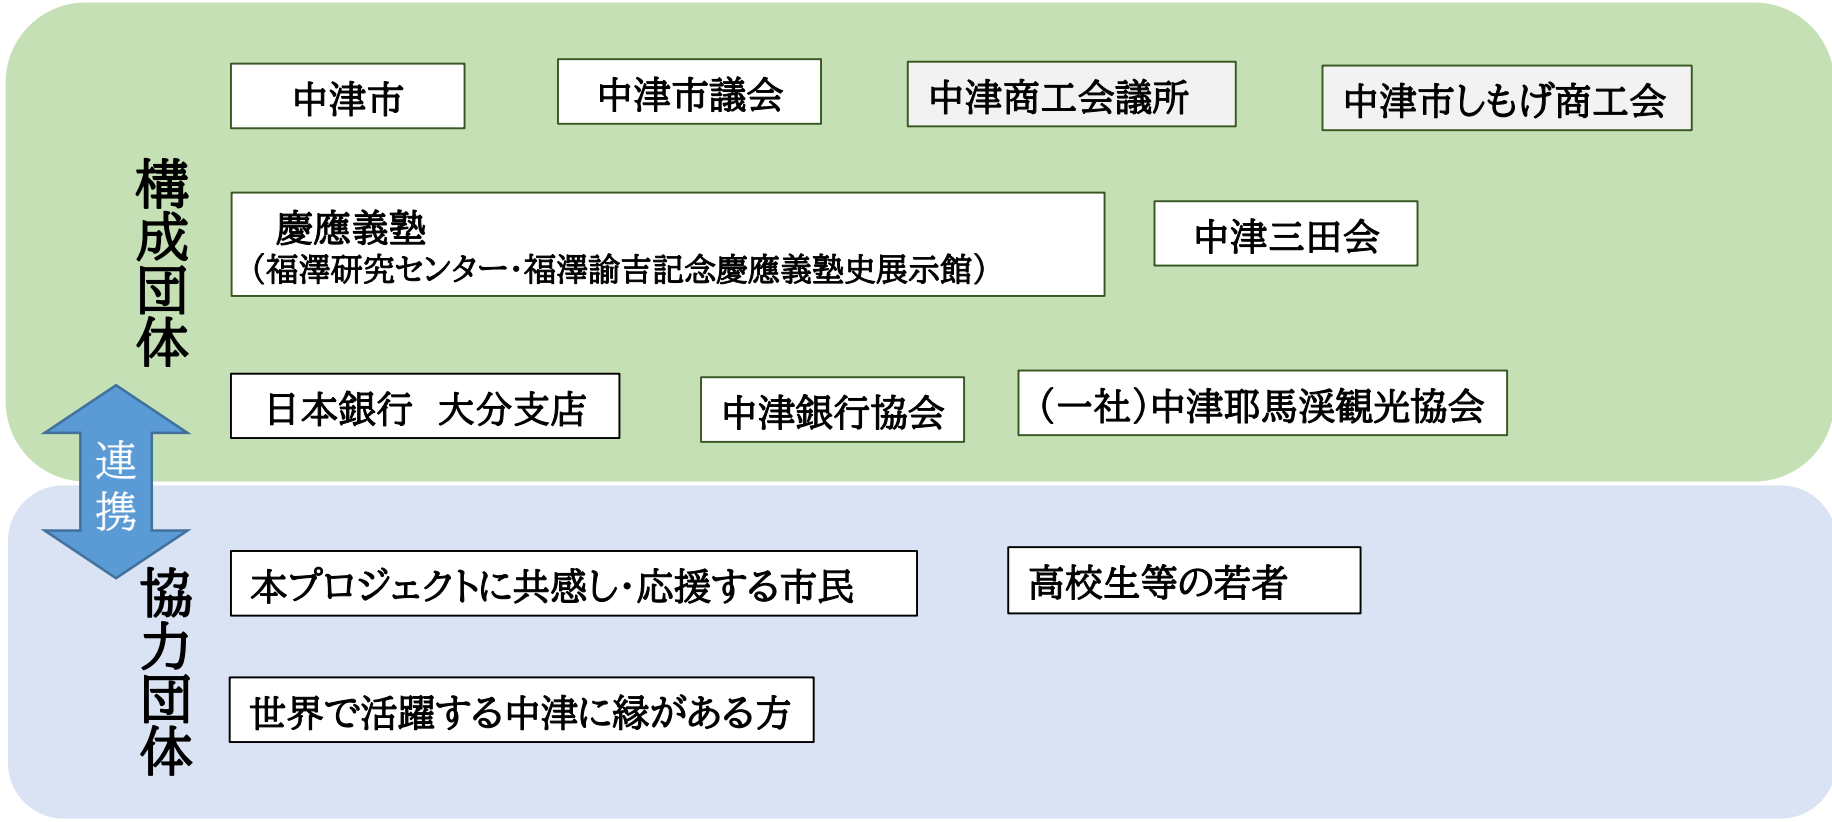 構成団体
中津市
中津市議会
中津商工会議所
中津市しもげ商工会
慶應義塾
（福澤研究センター・福澤諭吉記念慶應義塾史展示館）
中津三田会
日本銀行　大分支店
中津銀行協会
（一社）中津耶馬渓観光協会
連携
協力団体
本プロジェクトに共感し・応援する市民
高校生等の若者
世界で活躍する中津に縁がある方